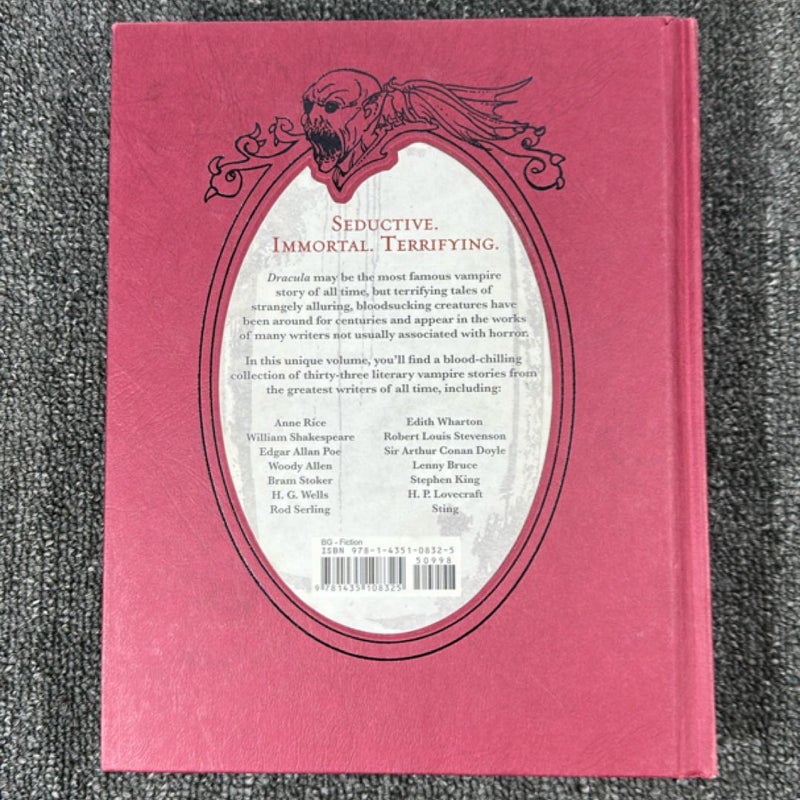 SEDUCTIVE.
IMMORTAL. TERRIFYING.
Dracula may be the most famous vampire
story of all time, but terrifying tales of
strangely alluring, bloodsucking creatures have
been around for centuries and appear in the works
of many writers not usually associated with horror.
In this unique volume, you'll find a blood-chilling
collection of thirty-three literary vampire stories from
the greatest writers of all time, including:
Anne Rice
William Shakespeare
Edgar Allan Poe
Woody Allen
Bram Stoker
H. G. Wells
Rod Serling
Edith Wharton
Robert Louis Stevenson
Sir Arthur Conan Doyle
Lenny Bruce
Stephen King
H. P. Lovecraft
Sting
BG - Fiction
ISBN 978-1-4351-0832-5
50998
9 781435 108325